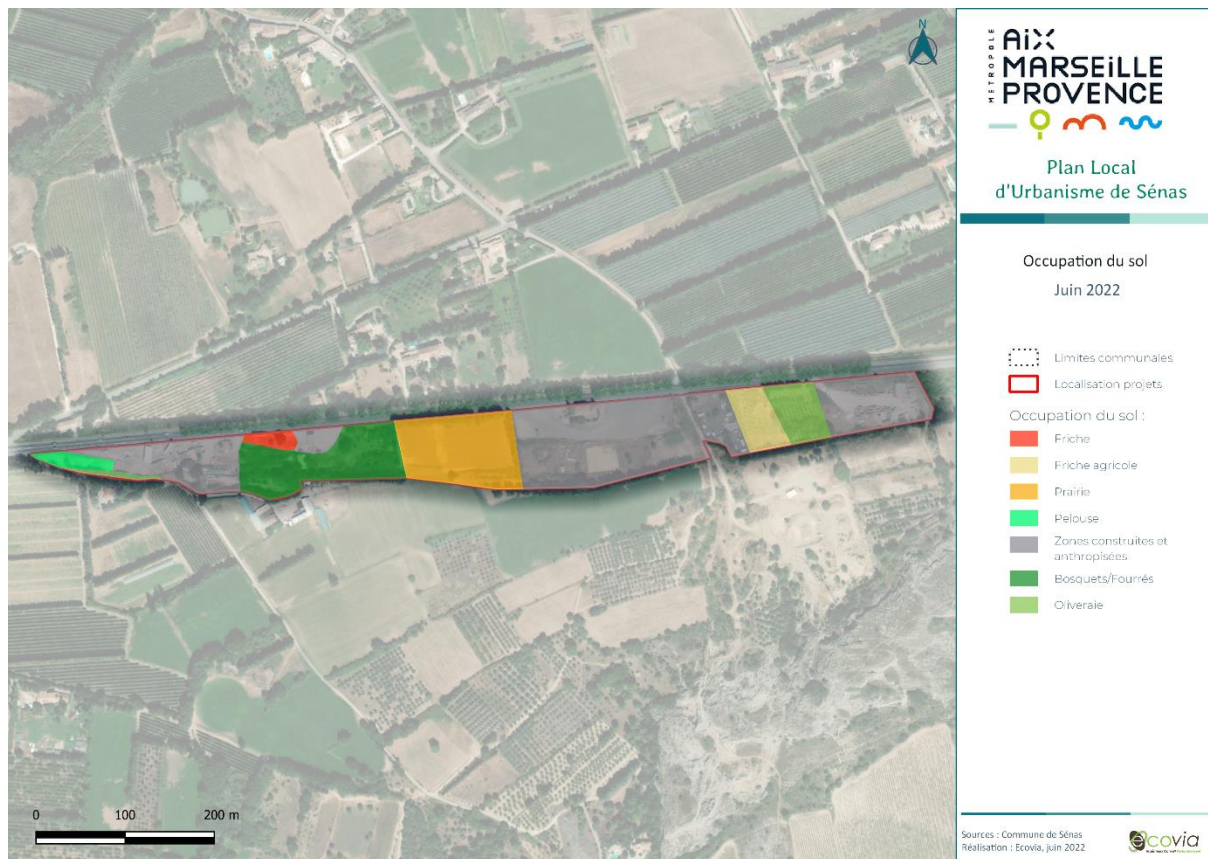 N
MÉTROPOLE
AIX
MARSEILLE
PROVENCE
Plan Local
d'Urbanisme de Sénas
Occupation du sol
Juin 2022
Limites communales
Localisation projets
Occupation du sol :
Friche
Friche agricole
Prairie
Pelouse
Zones construites et
anthropisées
Bosquets/Fourrés
Oliveraie
0 100 200 m
Sources : Commune de Sénas
Réalisation : Ecovia, juin 2022
ecovia